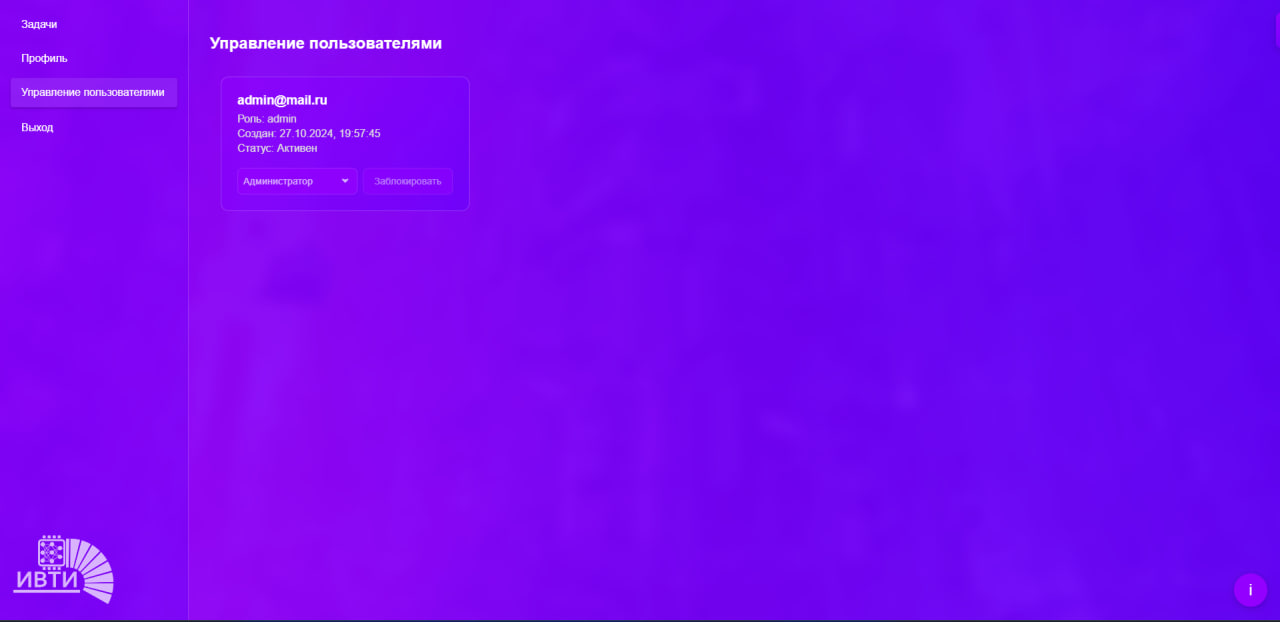 Задачи
Профиль
Управление пользователями
Выход
Управление пользователями
admin@mail.ru
Роль: admin
Создан: 27.10.2024, 19:57:45
Статус: Активен
Администратор
Заблокировать
ИВТИ
i